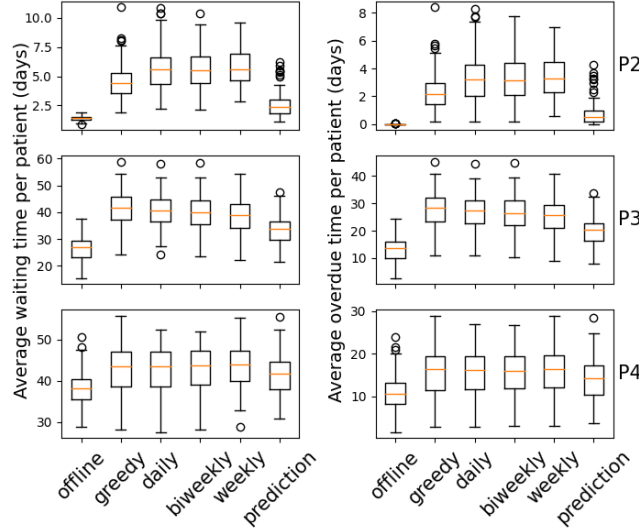 Average waiting time per patient (days)
10.0
7.5
5.0
2.5
60
50
40
30
20
50
40
30
offline
greedy
daily
biweekly
weekly
prediction
Average overdue time per patient (days)
8
6
4
2
0
P2
40
30
20
10
0
P3
30
20
10
P4
offline
greedy
daily
biweekly
weekly
prediction